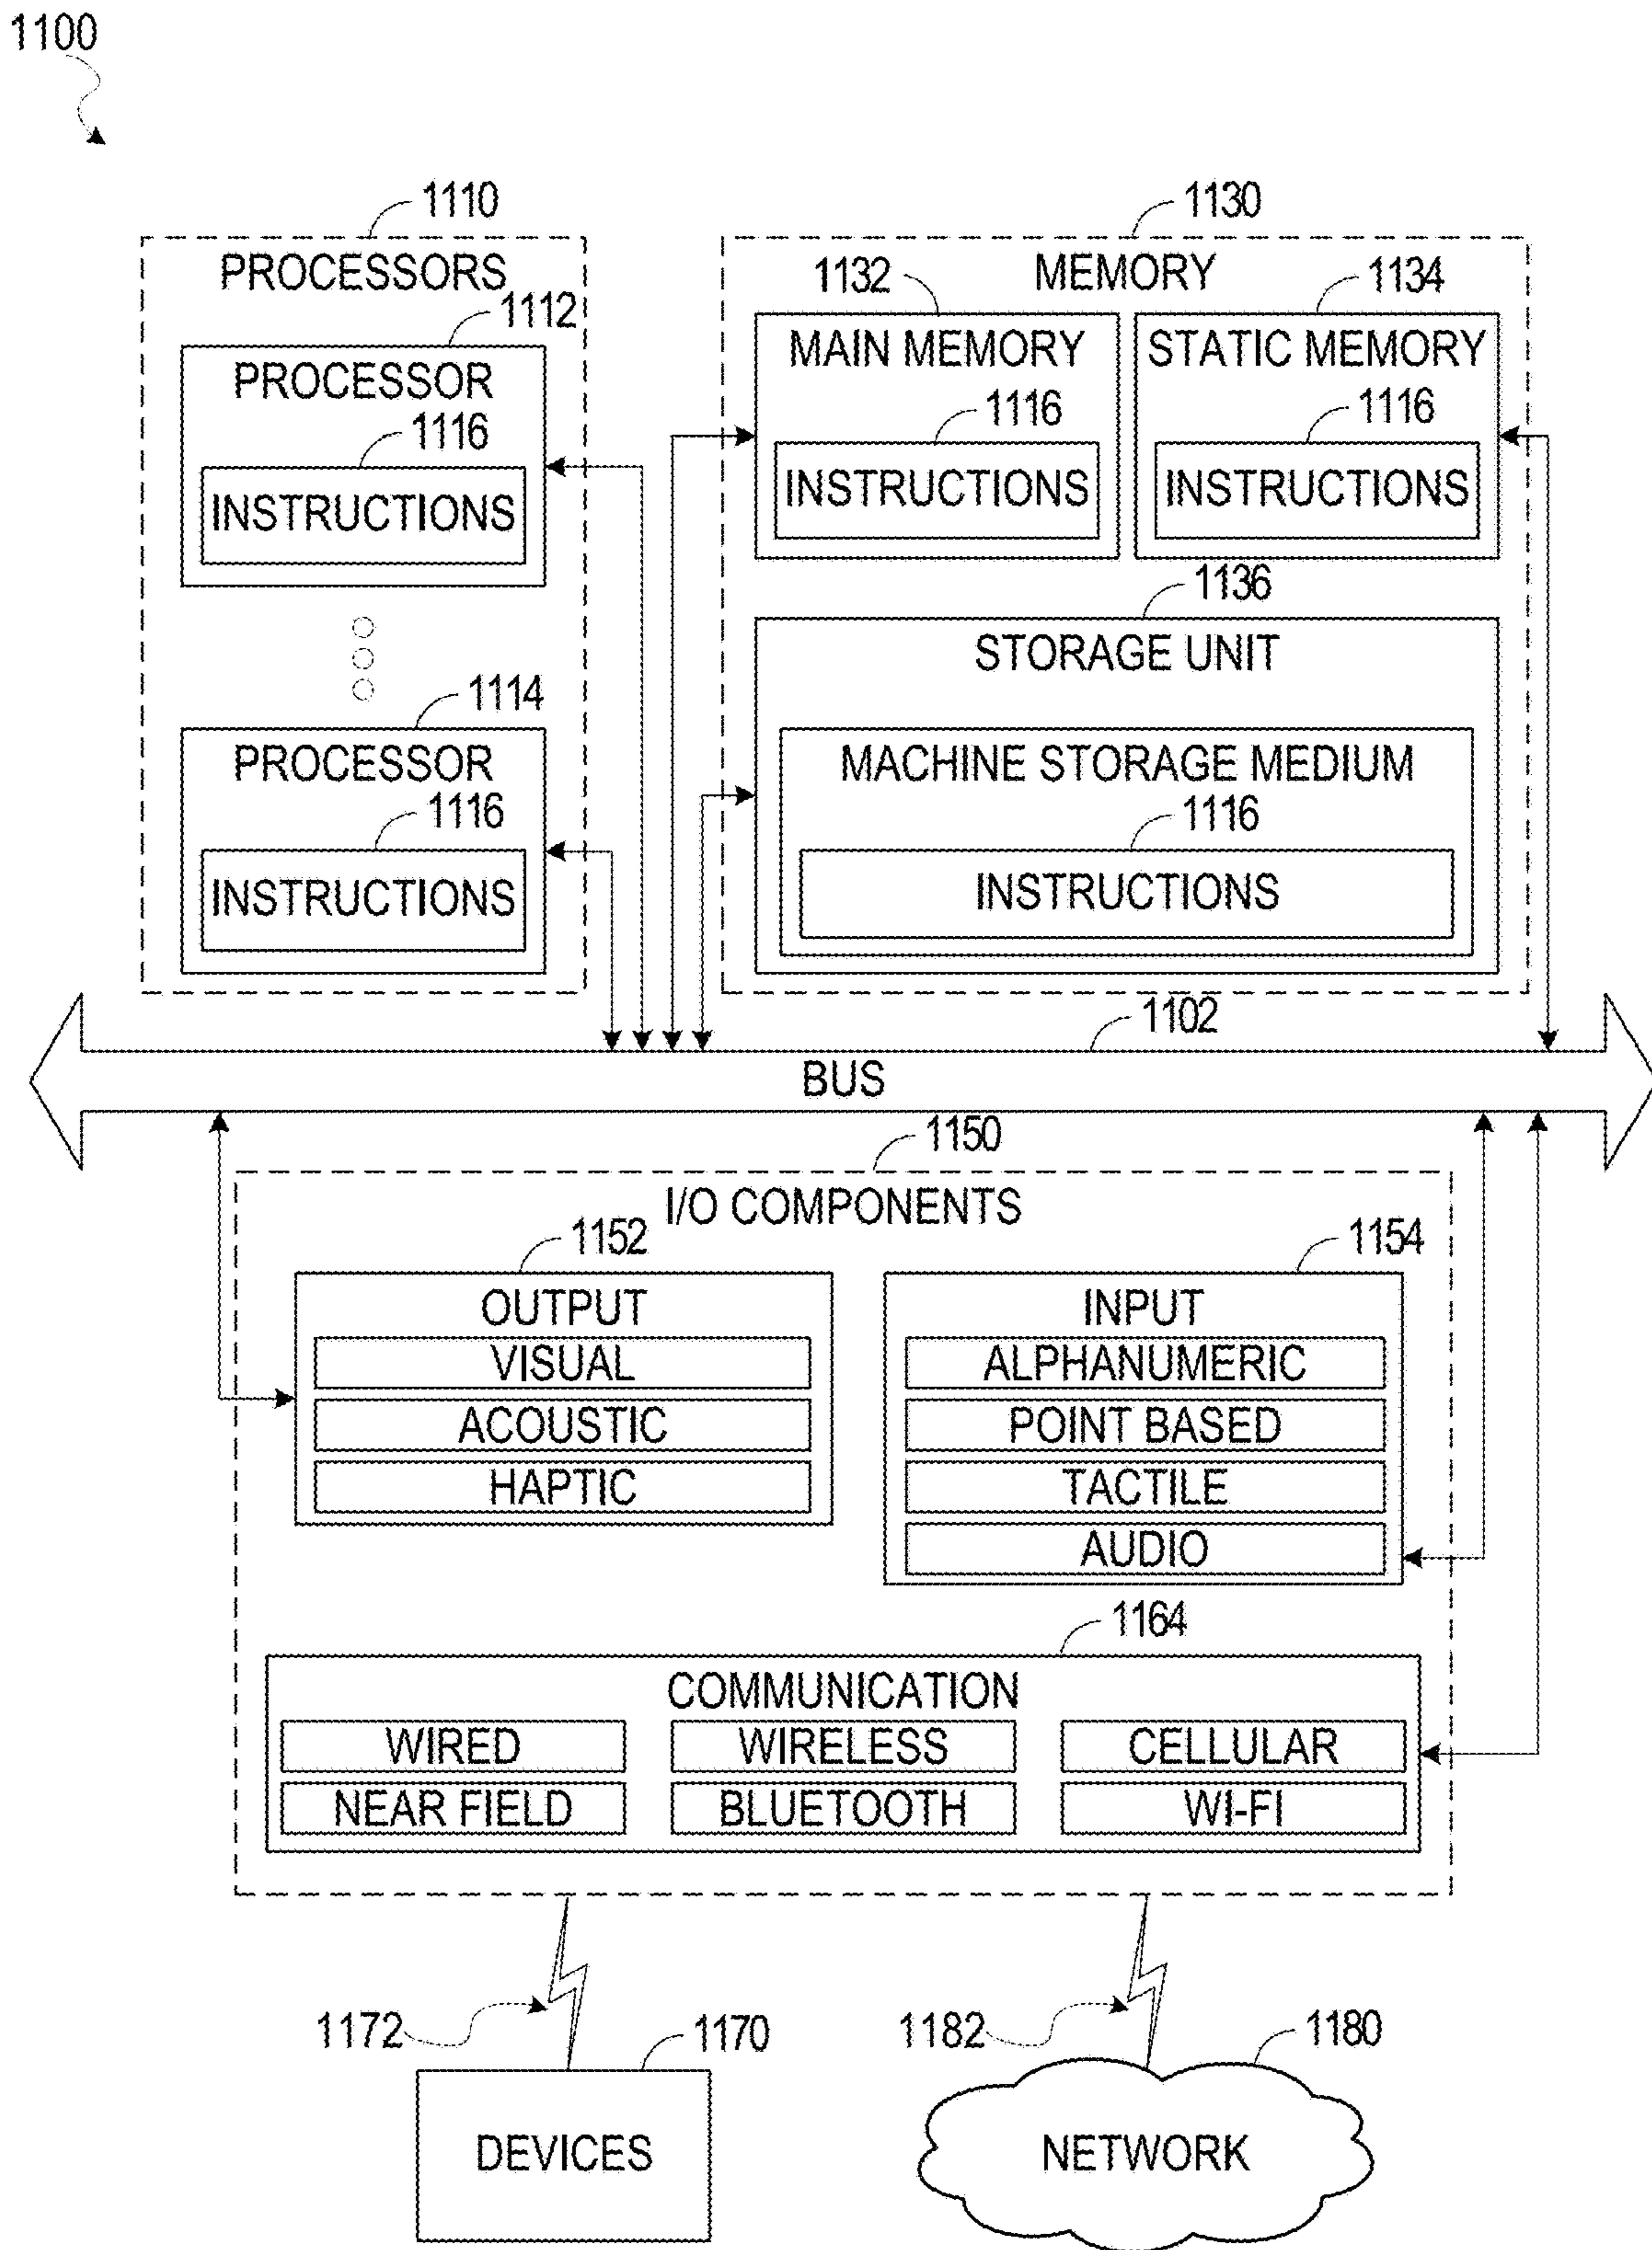 1100
1110
PROCESSORS
1112
PROCESSOR
1116
INSTRUCTIONS
1114
PROCESSOR
1116
INSTRUCTIONS
1130
MEMORY
1132
MAIN MEMORY
1116
INSTRUCTIONS
1134
STATIC MEMORY
1116
INSTRUCTIONS
1136
STORAGE UNIT
MACHINE STORAGE MEDIUM
1116
INSTRUCTIONS
1102
BUS
1150
I/O COMPONENTS
1152
OUTPUT
VISUAL
ACOUSTIC
HAPTIC
1154
INPUT
ALPHANUMERIC
POINT BASED
TACTILE
AUDIO
1164
COMMUNICATION
WIRED
WIRELESS
CELLULAR
NEAR FIELD
BLUETOOTH
WI-FI
1172
1170
DEVICES
1182
1180
NETWORK